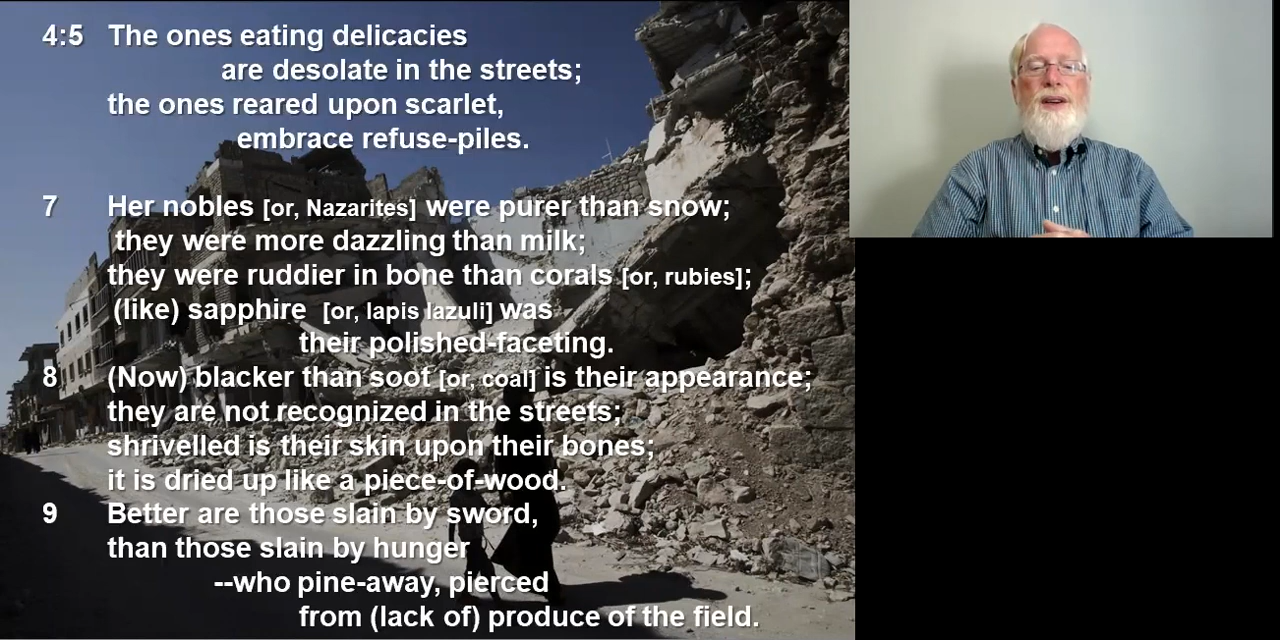 4:5 The ones eating delicacies
are desolate in the streets;
the ones reared upon scarlet,
embrace refuse-piles.
7 Her nobles [or, Nazarites] were purer than snow;
they were more dazzling than milk;
they were ruddier in bone than corals [or, rubies];
(like) sapphire [or, lapis lazuli] was
their polished-faceting.
8 (Now) blacker than soot [or, coal] is their appearance;
they are not recognized in the streets;
shrivelled is their skin upon their bones;
it is dried up like a piece-of-wood.
9 Better are those slain by sword,
than those slain by hunger
--who pine-away, pierced
from (lack of) produce of the field.